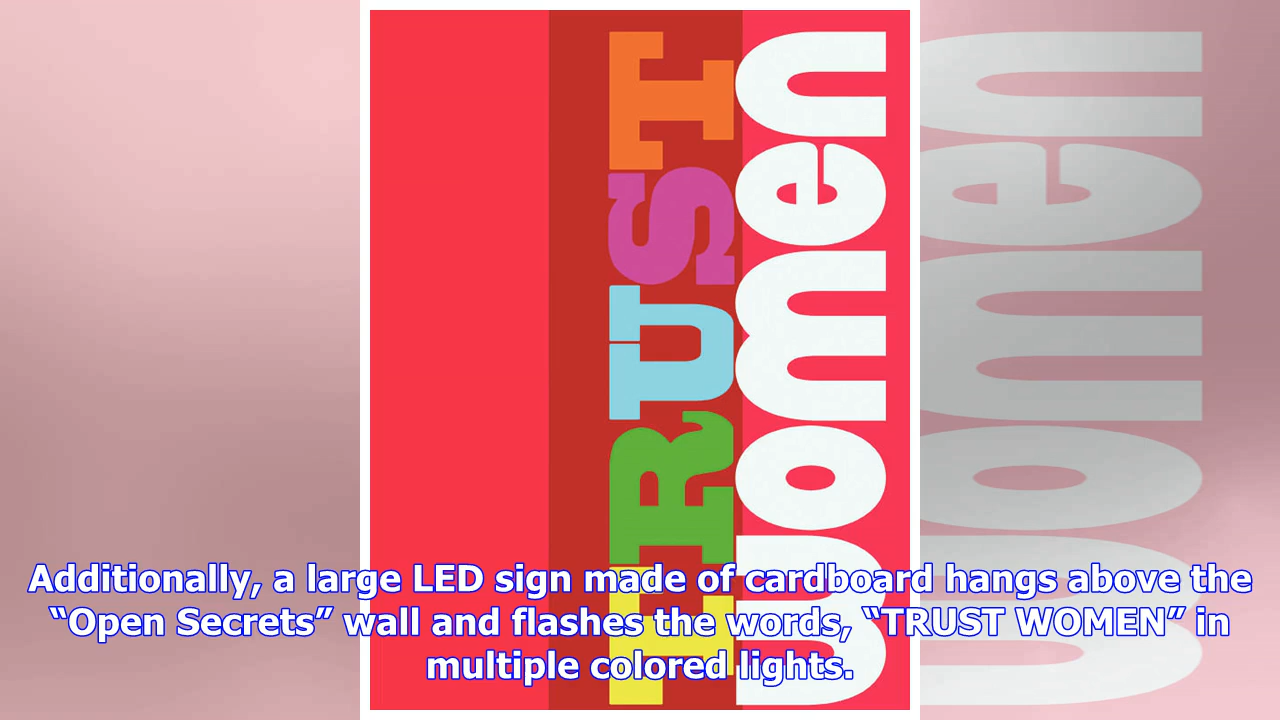 TRUST
women
women
Additionally, a large LED sign made of cardboard hangs above the
“Open Secrets” wall and flashes the words, “TRUST WOMEN” in
multiple colored lights.